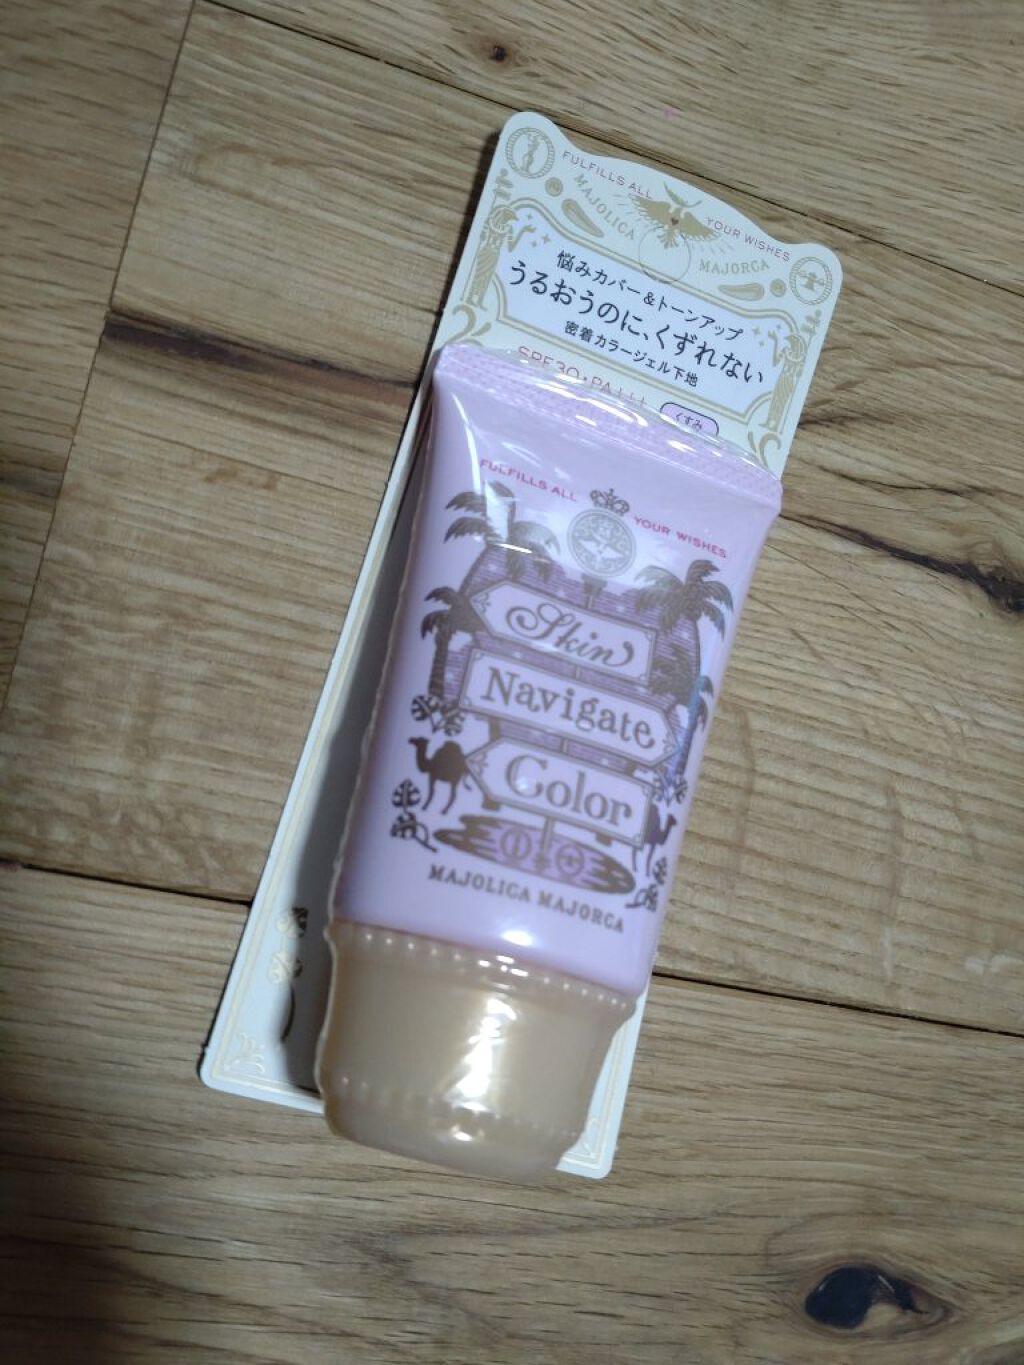 FULFILLS ALL YOUR WISHES
MAJOLICA MAJORCA
悩みカバー&トーンアップ
うるおうのに、くずれない
密着カラージェル下地
SPF30・PA+++
くすみ
FULFILLS ALL YOUR WISHES
Skin
Navigate
Color
MAJOLICA MAJORCA